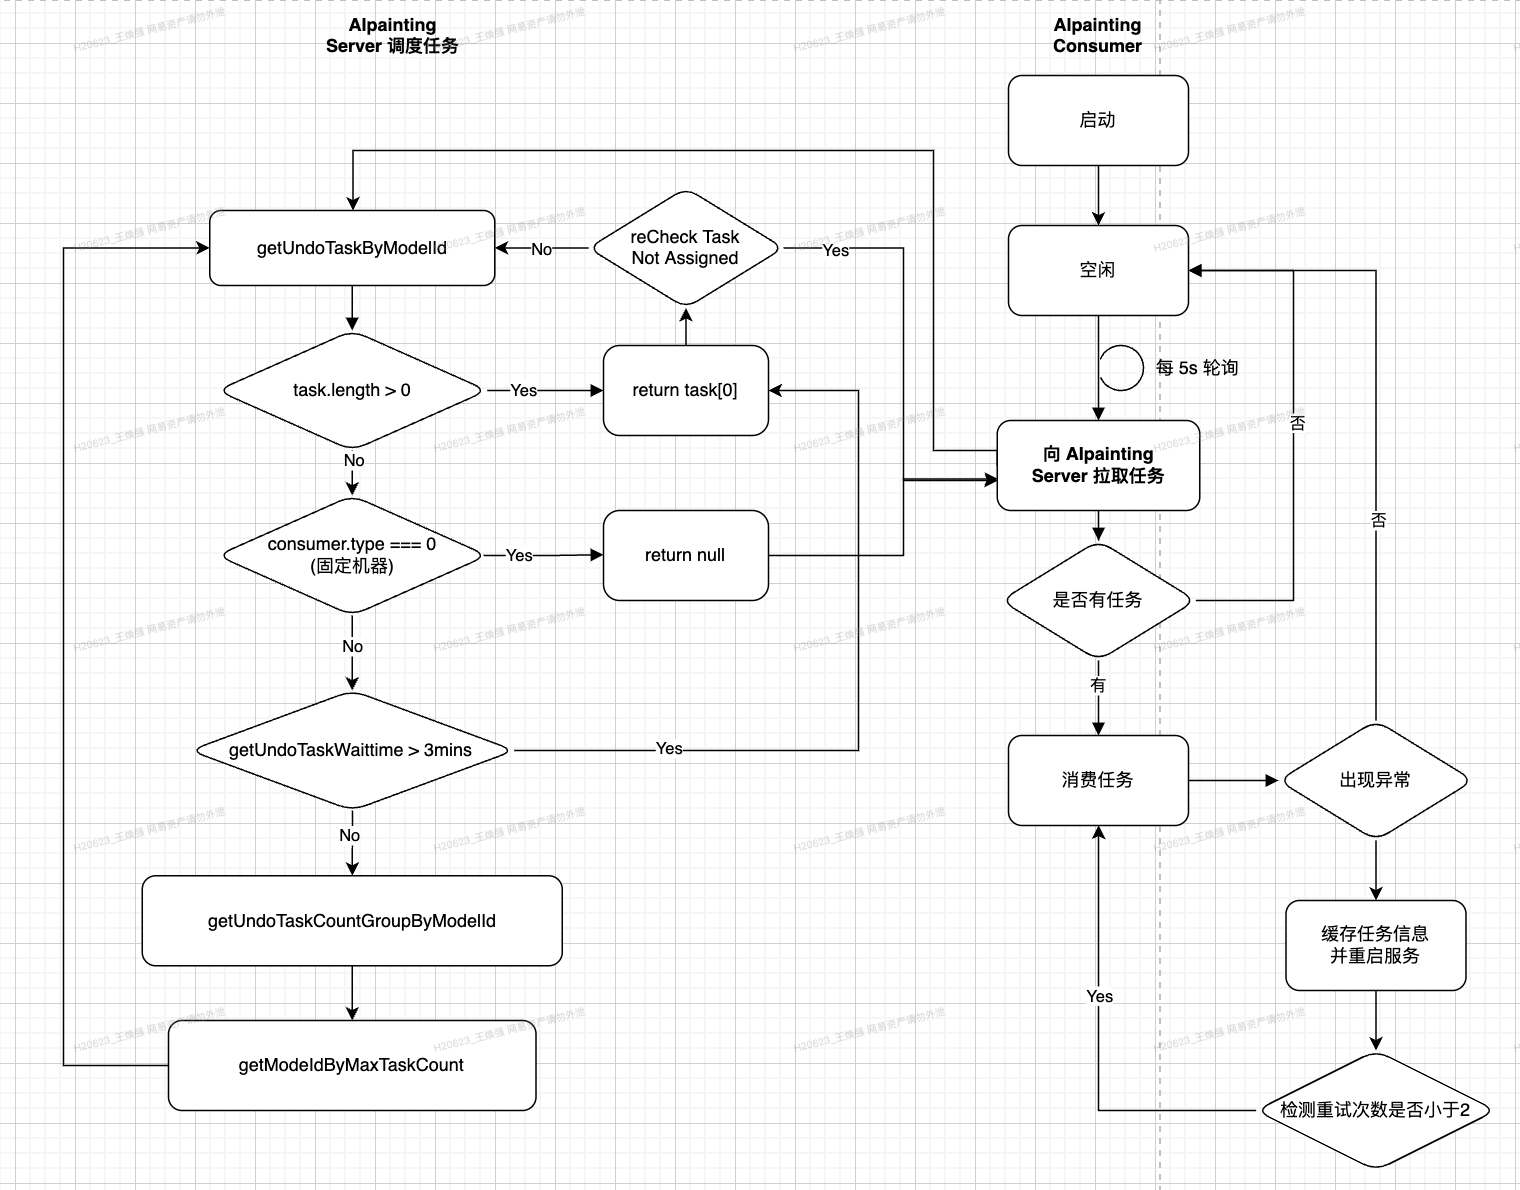 AIpainting
Server 调度任务
getUndoTaskByModelId
task.length > 0
Yes
return task[0]
reCheck Task
Not Assigned
No
Yes
No
consumer.type === 0
(固定机器)
Yes
return null
No
getUndoTaskWaittime > 3mins
Yes
No
getUndoTaskCountGroupByModelId
getModeIdByMaxTaskCount
AIpainting
Consumer
启动
空闲
每 5s 轮询
向 AIpainting
Server 拉取任务
是否有任务
否
有
消费任务
出现异常
否
缓存任务信息
并重启服务
检测重试次数是否小于2
Yes
H20623_王焕强 网易资产请勿外泄